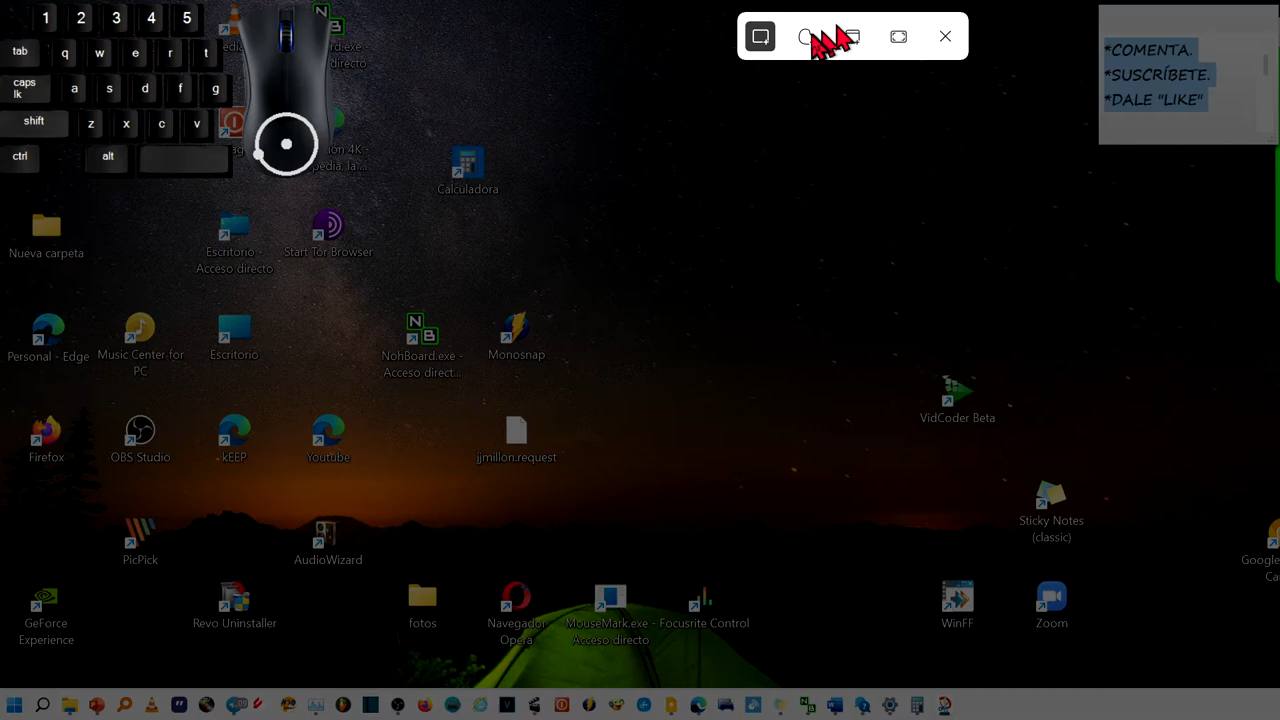 1 2 3 4 5
tab q w e r t
caps
lk
a s d f g
shift z x c v
ctrl alt
*COMENTA.
*SUSCRÍBETE.
*DALE "LIKE"
Calculadora
Nueva carpeta
Escritorio -
Acceso directo
Start Tor Browser
Personal - Edge
Music Center for
PC
Escritorio
NohBoard.exe -
Acceso direct...
Monosnap
VidCoder Beta
Firefox
OBS Studio
kEEP
Youtube
jjmillon.request
Sticky Notes
(classic)
PicPick
AudioWizard
Google
GeForce
Experience
Revo Uninstaller
fotos
Navegador
Opera
MouseMark.exe -
Acceso directo
Focusrite Control
WinFF
Zoom